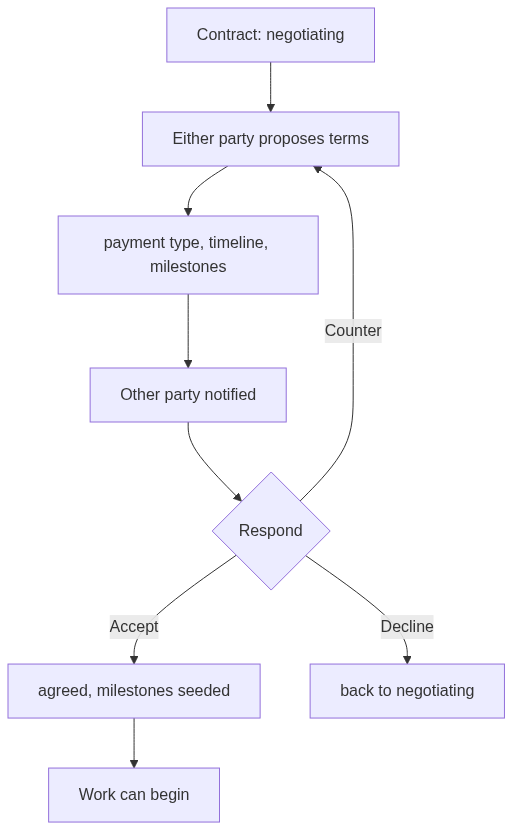 Contract: negotiating
Either party proposes terms
payment type, timeline,
milestones
Counter
Other party notified
Respond
Accept
Decline
agreed, milestones seeded
back to negotiating
Work can begin